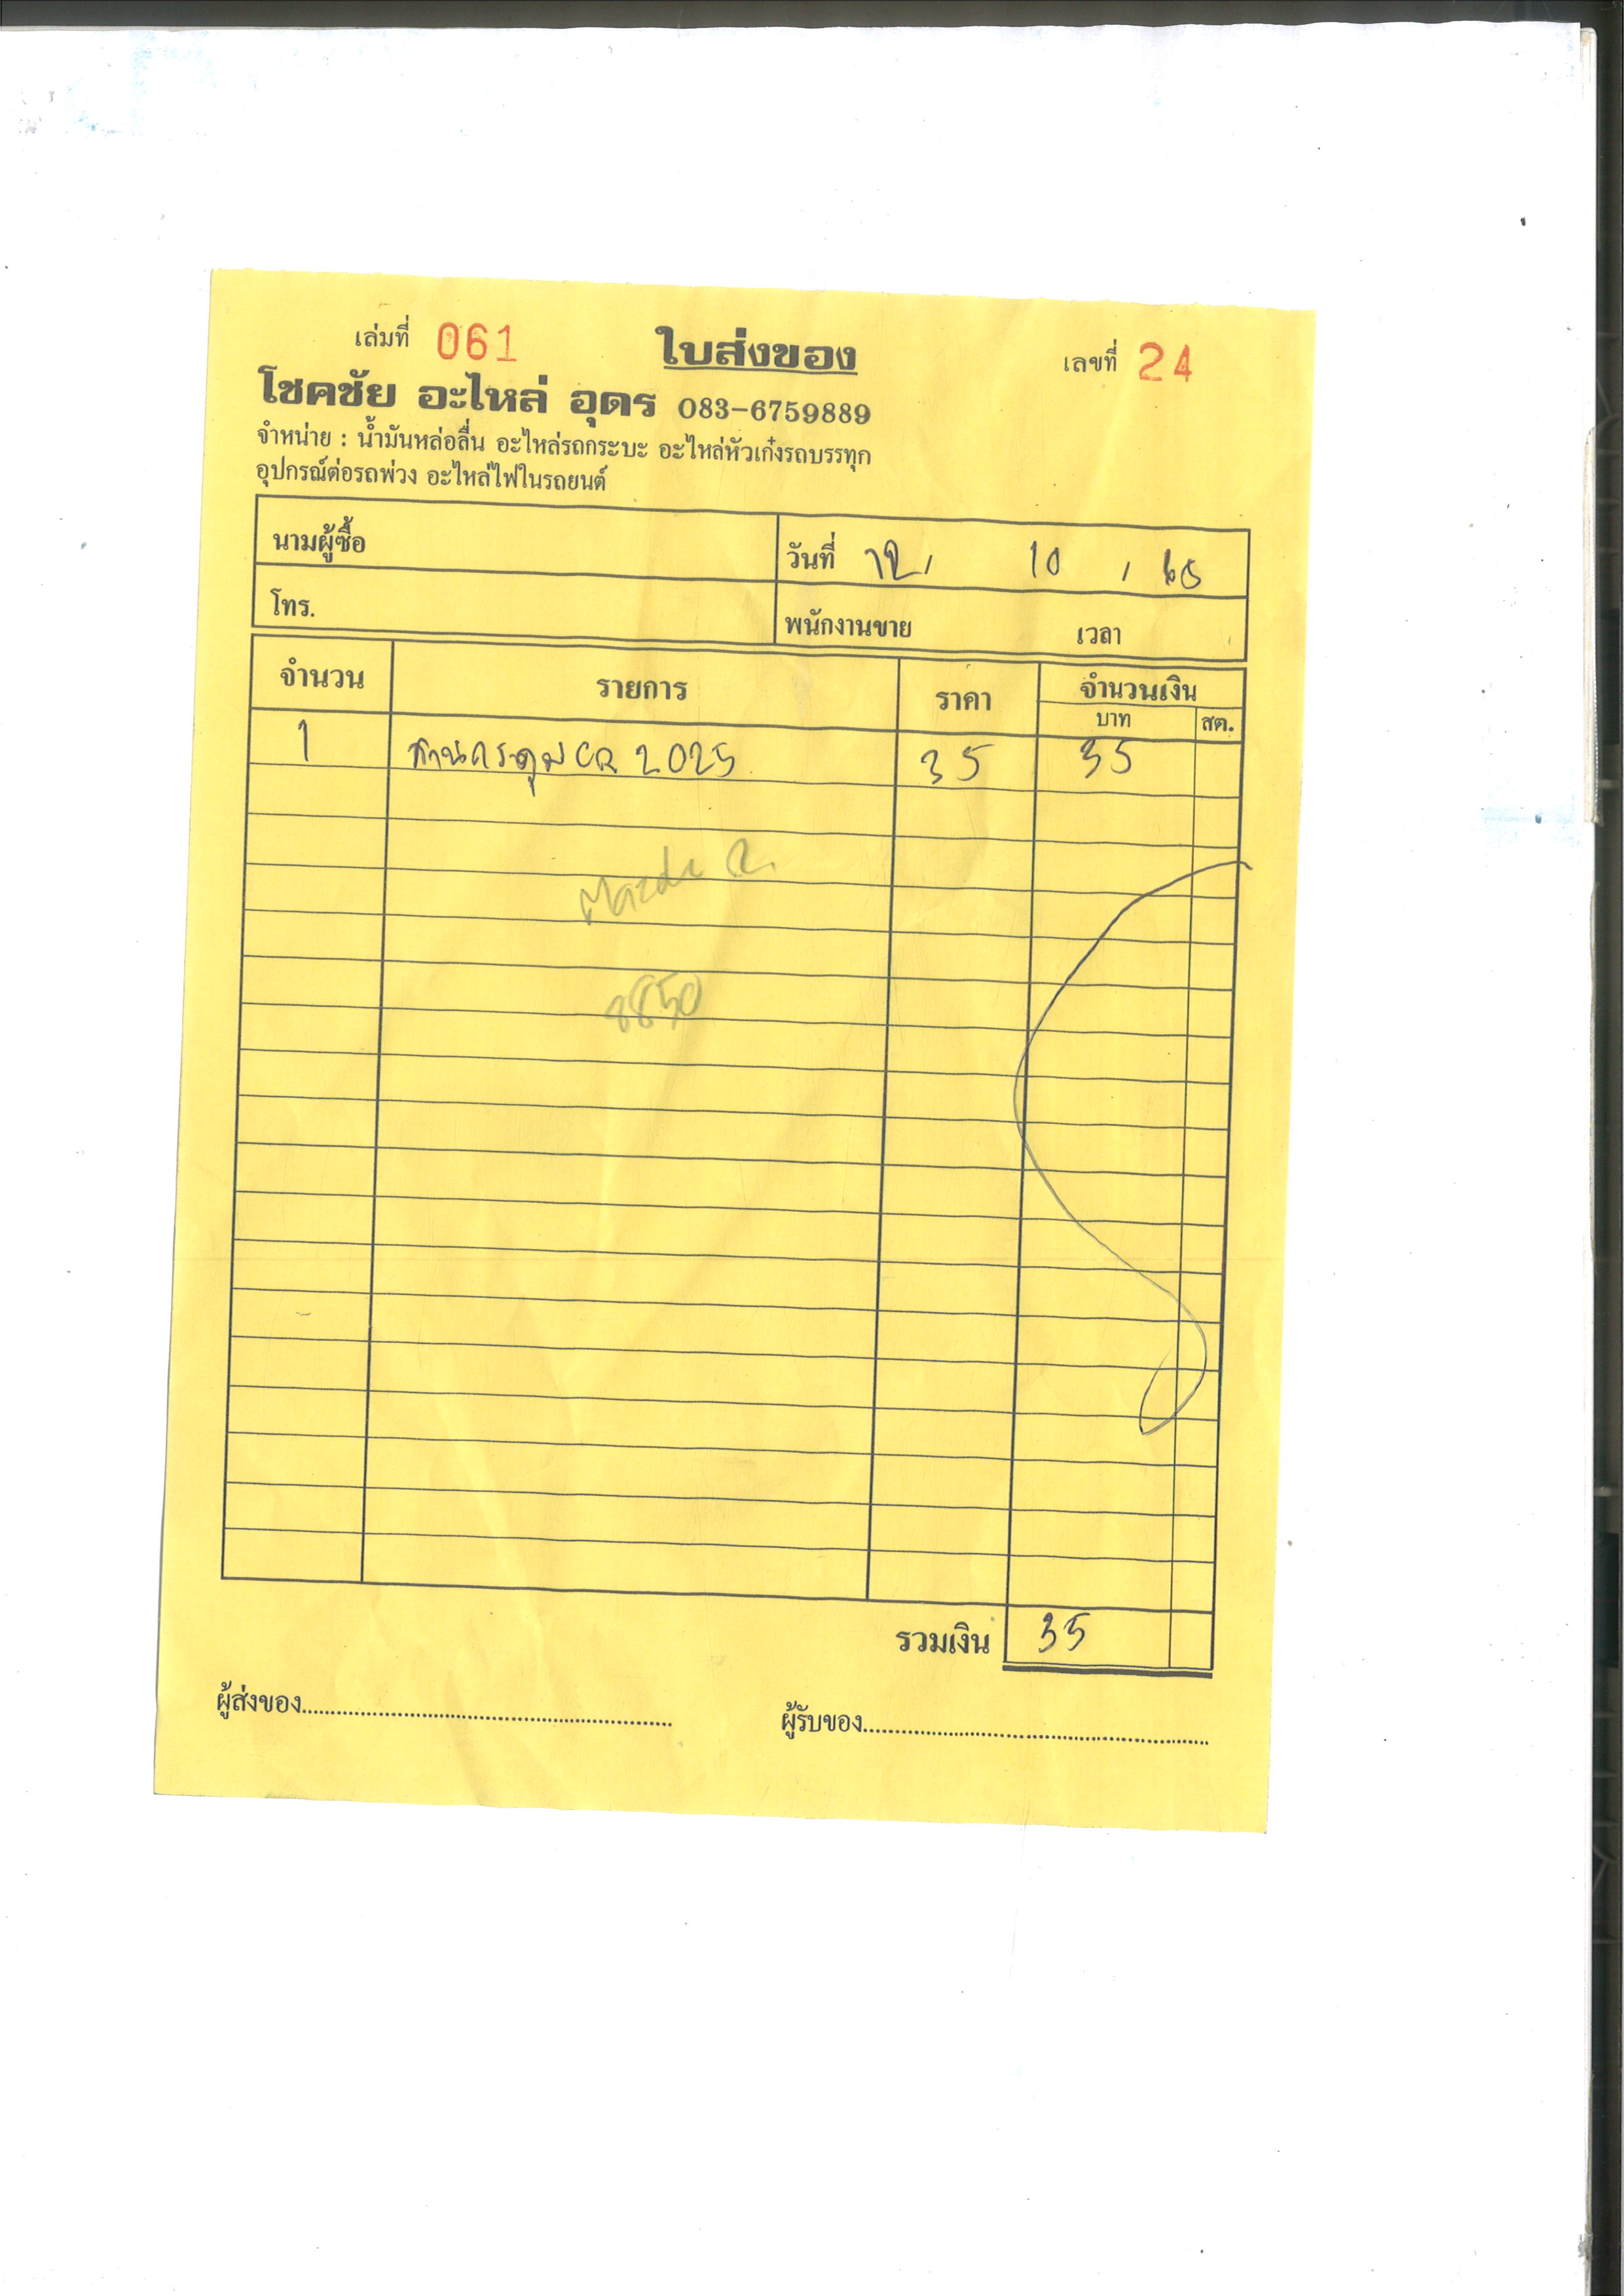 เล่มที่ 061 ใบส่งของ เลขที่ 24
โชคชัย อะไหล่ อุดร 083-6759889
จำหน่าย : น้ำมันหล่อลื่น อะไหล่รถกระบะ อะไหล่หัวเก๋งรถบรรทุก
อุปกรณ์ต่อรถพ่วง อะไหล่ไฟในรถยนต์
นามผู้ซื้อ วันที่ 12, 10 , 65
โทร. พนักงานขาย เวลา
จำนวน รายการ ราคา จำนวนเงิน
บาท สต.
1 ถ่านกระดุม CR 2025 35 35
Mazda 2.
8850
รวมเงิน 35
ผู้ส่งของ ผู้รับของ